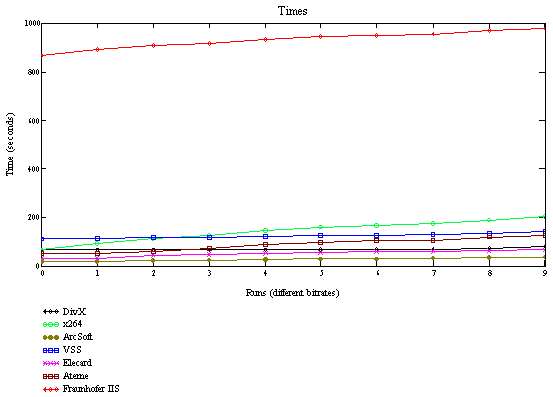 Times
1000
800
600
400
200
0
0 1 2 3 4 5 6 7 8 9
Time (seconds)
Runs (different bitrates)
DivX
x264
ArcSoft
VSS
Elecard
Ateme
Fraunhofer IIS